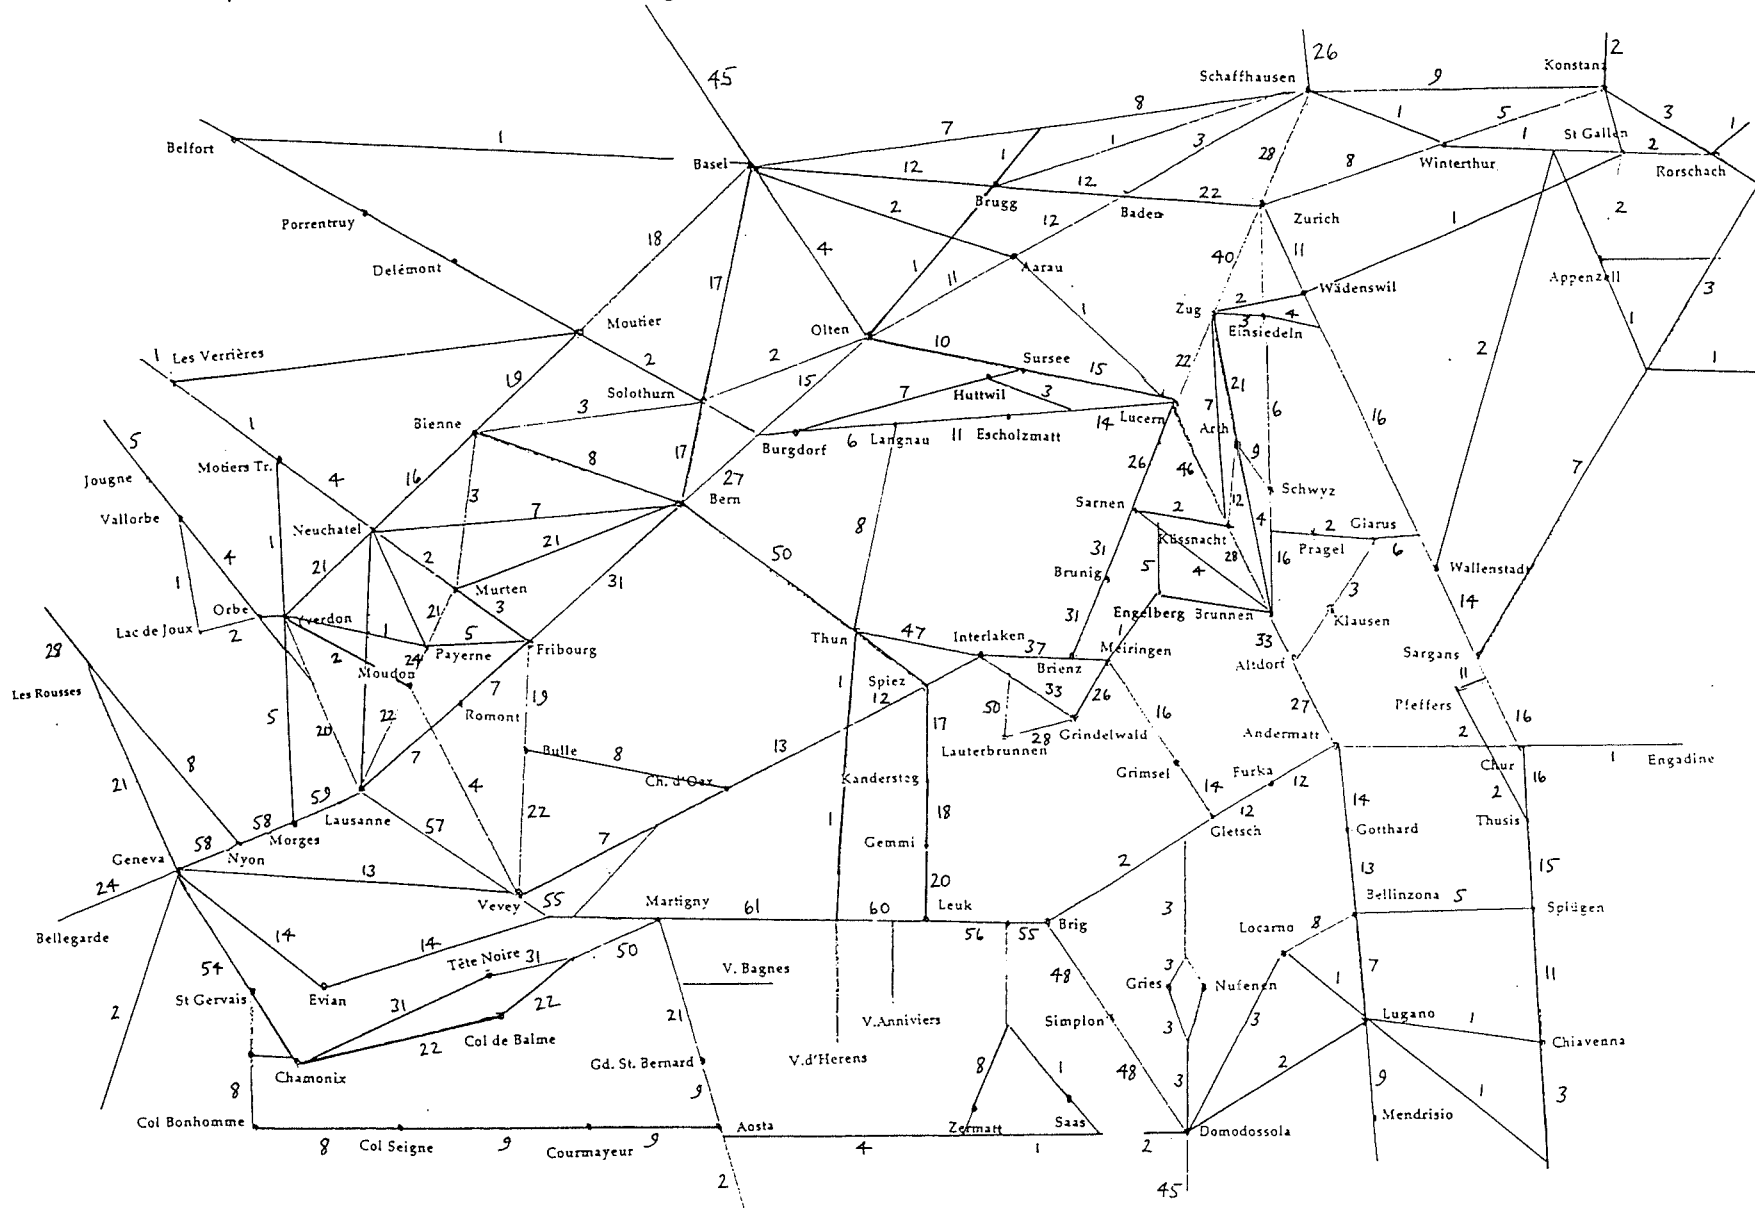 26
2
45
Schaffhausen
9
Konstanz
Belfort
1
Basel
7
8
1
1
3
1
5
3
1
St Gallen
1
2
Winterthur
Rorschach
28
8
12
12
22
Brugg
Baden
Zurich
Porrentruy
2
12
Aarau
1
2
Delémont
18
17
4
1
11
40
11
Wädenswil
Appenzell
3
Moutier
Olten
Zug
2
3
4
Einsiedeln
1
1
1
Les Verrières
2
2
15
10
Sursee
15
1
22
21
2
19
Solothurn
7
Huttwil
3
7
6
Bienne
3
Burgdorf
6
Langnau
11
Escholzmatt
14
Lucern
Arth
16
7
1
5
Motiers Tr.
4
16
8
17
27
26
46
9
Jougne
3
Bern
12
Schwyz
Vallorbe
Neuchatel
7
Sarnen
2
4
2
Glarus
Küssnacht
Pragel
6
4
1
21
2
21
50
8
31
5
4
28
16
Wallenstadt
1
31
Brunig
3
14
Murten
Orbe
Yverdon
21
3
Engelberg
Brunnen
Klausen
Lac de Joux
2
1
5
31
33
28
2
24
Payerne
Fribourg
Thun
47
Interlaken
37
Brienz
1
Meiringen
Altdorf
Sargans
Les Rousses
Moudon
7
19
1
Spiez
12
50
33
26
16
27
11
Pfeffers
5
20
22
Romont
17
Lauterbrunnen
28
Grindelwald
Andermatt
2
16
21
8
7
Bulle
8
13
Grimsel
Furka
Chur
1
Engadine
Ch. d'Oex
Kandersteg
14
12
14
16
59
4
22
1
18
12
2
Lausanne
57
Gletsch
Gotthard
Thusis
58
Morges
7
Gemmi
Geneva
58
Nyon
2
13
15
24
13
20
Bellinzona
5
Splügen
Vevey
55
Martigny
61
60
Leuk
56
55
Brig
3
Locarno
8
Bellegarde
14
14
50
48
7
11
54
Tête Noire
31
V. Bagnes
3
Gries
Nufenen
1
St Gervais
Evian
31
22
21
V.Anniviers
Simplon
3
Lugano
1
2
22
Col de Balme
V.d'Herens
3
Chiavenna
Chamonix
Gd. St. Bernard
8
1
48
3
2
9
1
3
8
9
Mendrisio
Col Bonhomme
Aosta
Zermatt
Saas
Domodossola
8
Col Seigne
9
Courmayeur
9
4
1
2
2
45